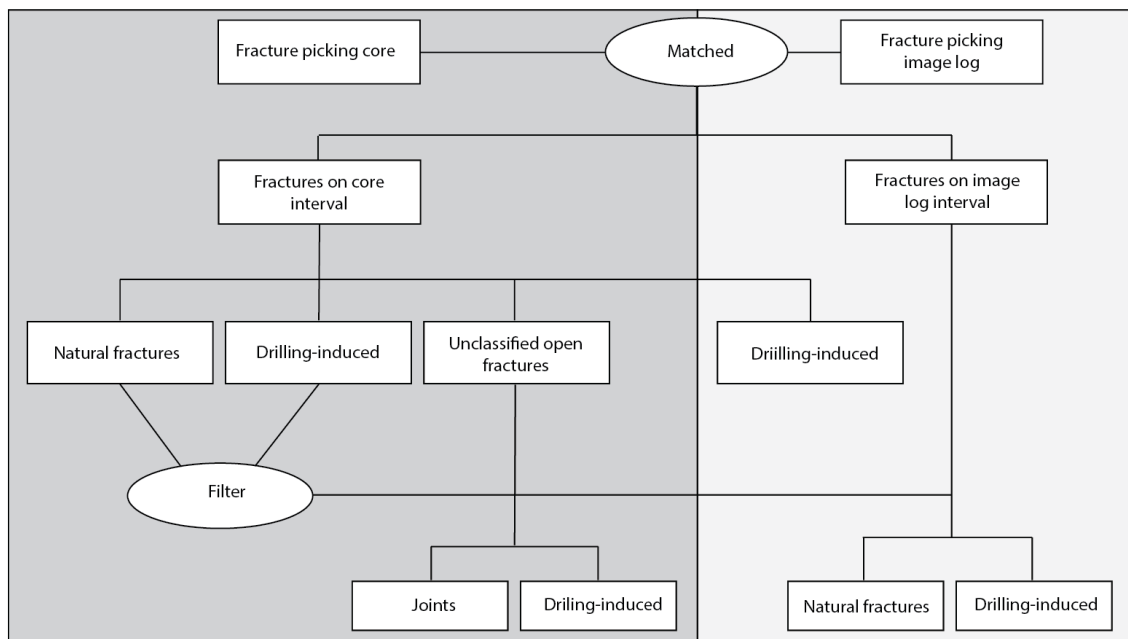 Fracture picking core
Matched
Fracture picking
image log
Fractures on core
interval
Fractures on image
log interval
Natural fractures
Drilling-induced
Unclassified open
fractures
Driilling-induced
Filter
Joints
Driling-induced
Natural fractures
Drilling-induced